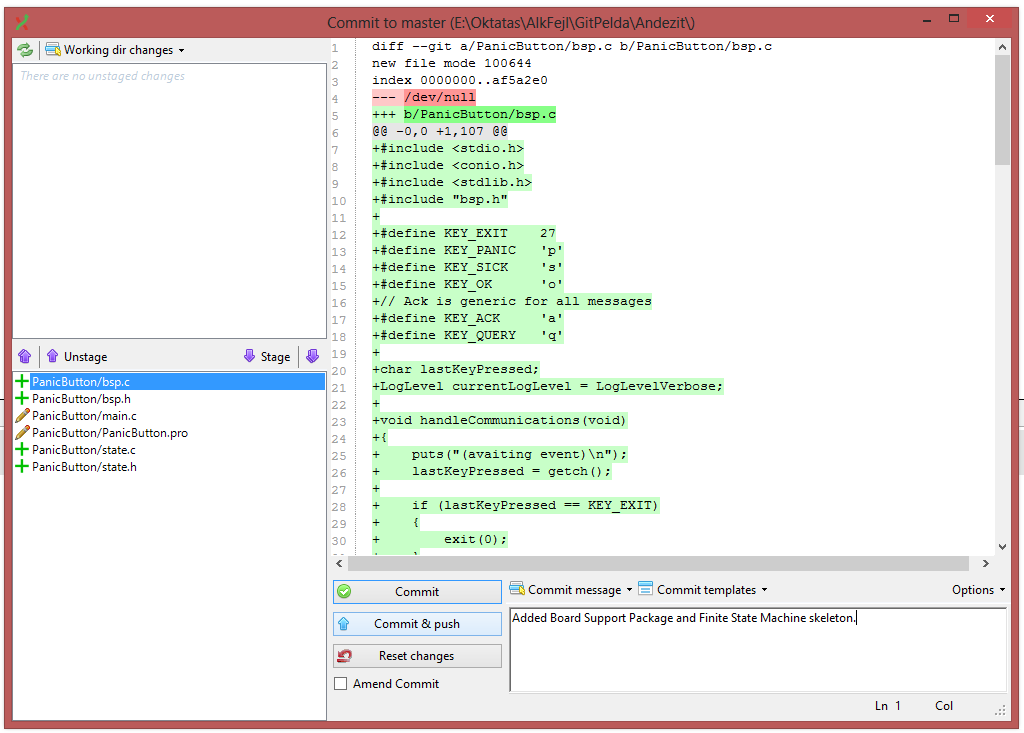 Commit to master (E:\Oktatas\AlkFejl\GitPelda\Andezit\)
Working dir changes
There are no unstaged changes
Unstage
Stage
PanicButton/bsp.c
PanicButton/bsp.h
PanicButton/main.c
PanicButton/PanicButton.pro
PanicButton/state.c
PanicButton/state.h
1 diff --git a/PanicButton/bsp.c b/PanicButton/bsp.c
2 new file mode 100644
3 index 0000000..af5a2e0
4 --- /dev/null
5 +++ b/PanicButton/bsp.c
6 @@ -0,0 +1,107 @@
7 +#include <stdio.h>
8 +#include <conio.h>
9 +#include <stdlib.h>
10 +#include "bsp.h"
11 +
12 +#define KEY_EXIT    27
13 +#define KEY_PANIC   'p'
14 +#define KEY_SICK    's'
15 +#define KEY_OK      'o'
16 +// Ack is generic for all messages
17 +#define KEY_ACK     'a'
18 +#define KEY_QUERY   'q'
19 +
20 +char lastKeyPressed;
21 +LogLevel currentLogLevel = LogLevelVerbose;
22 +
23 +void handleCommunications(void)
24 +{
25 +    puts("(avaiting event)\n");
26 +    lastKeyPressed = getch();
27 +
28 +    if (lastKeyPressed == KEY_EXIT)
29 +    {
30 +        exit(0);
Commit
Commit & push
Reset changes
Amend Commit
Commit message
Commit templates
Options
Added Board Support Package and Finite State Machine skeleton.
Ln 1
Col